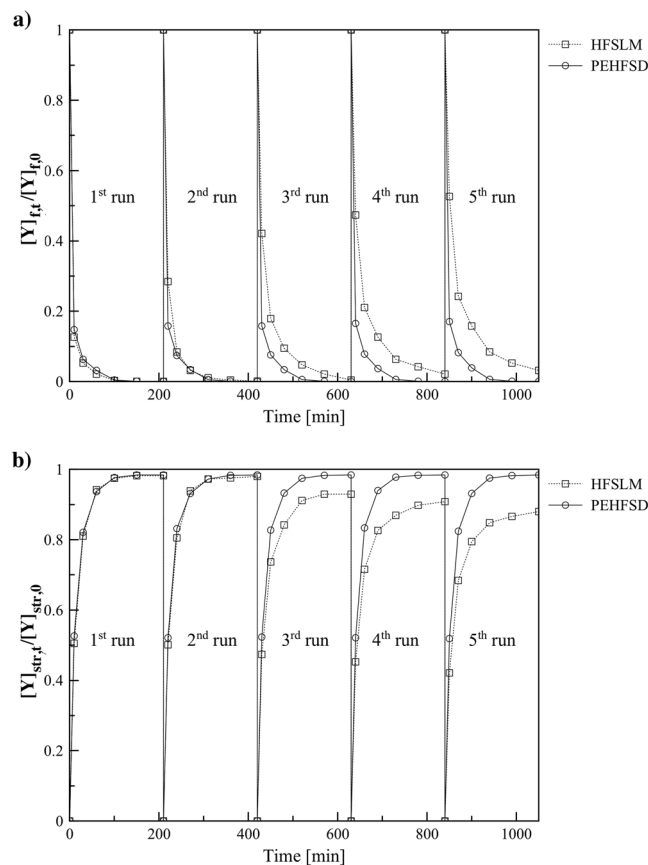 a)
1
0.8
0.6
0.4
0.2
0
[Y]f,t/[Y]f,0
1st run
2nd run
3rd run
4th run
5th run
HFSLM
PEHFSD
0 200 400 600 800 1000
Time [min]
b)
1
0.8
0.6
0.4
0.2
0
[Y]str,t/[Y]str,0
1st run
2nd run
3rd run
4th run
5th run
HFSLM
PEHFSD
0 200 400 600 800 1000
Time [min]